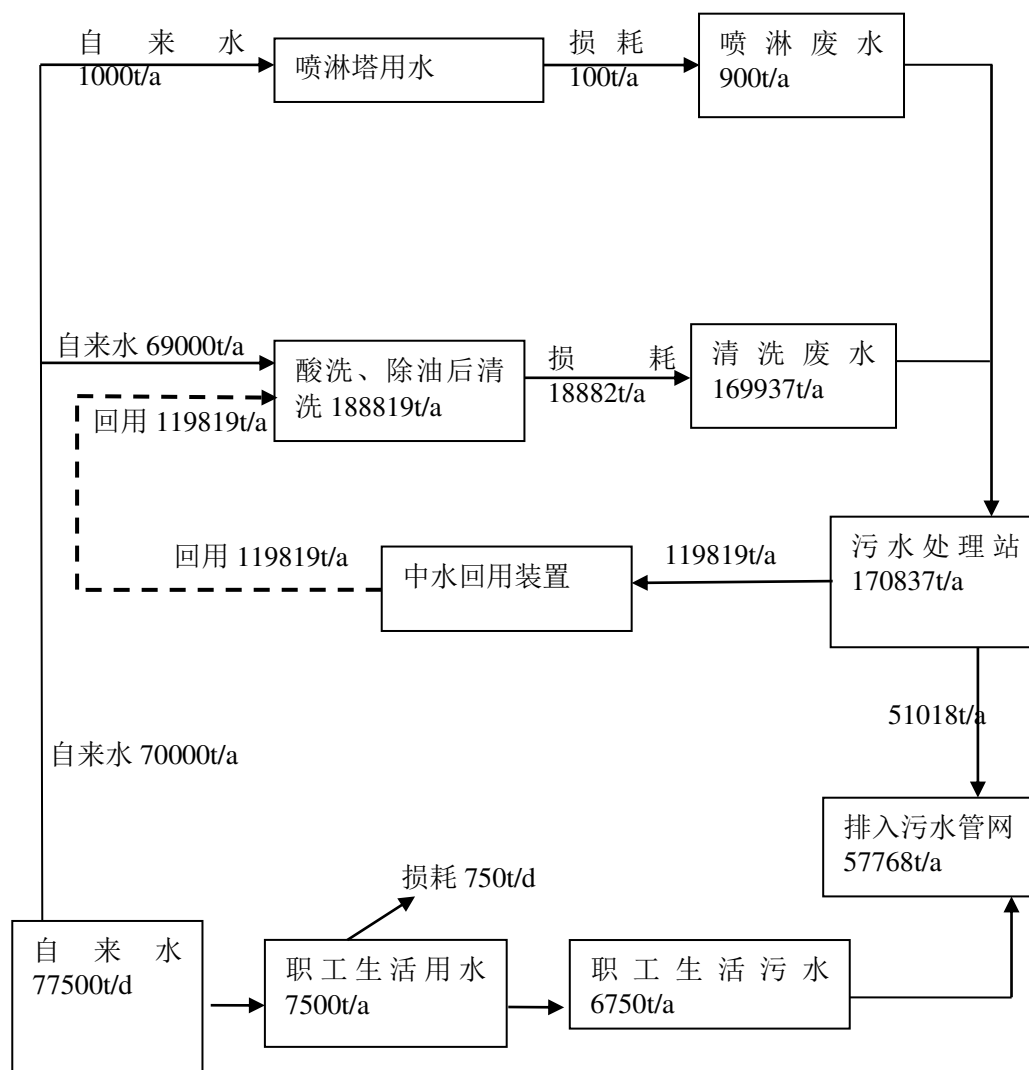 自来水
1000t/a
喷淋塔用水
损耗
100t/a
喷淋废水
900t/a
自来水 69000t/a
酸洗、除油后清
洗 188819t/a
损耗
18882t/a
清洗废水
169937t/a
回用 119819t/a
回用 119819t/a
中水回用装置
119819t/a
污水处理站
170837t/a
51018t/a
自来水 70000t/a
排入污水管网
57768t/a
损耗 750t/d
自来水
77500t/d
职工生活用水
7500t/a
职工生活污水
6750t/a